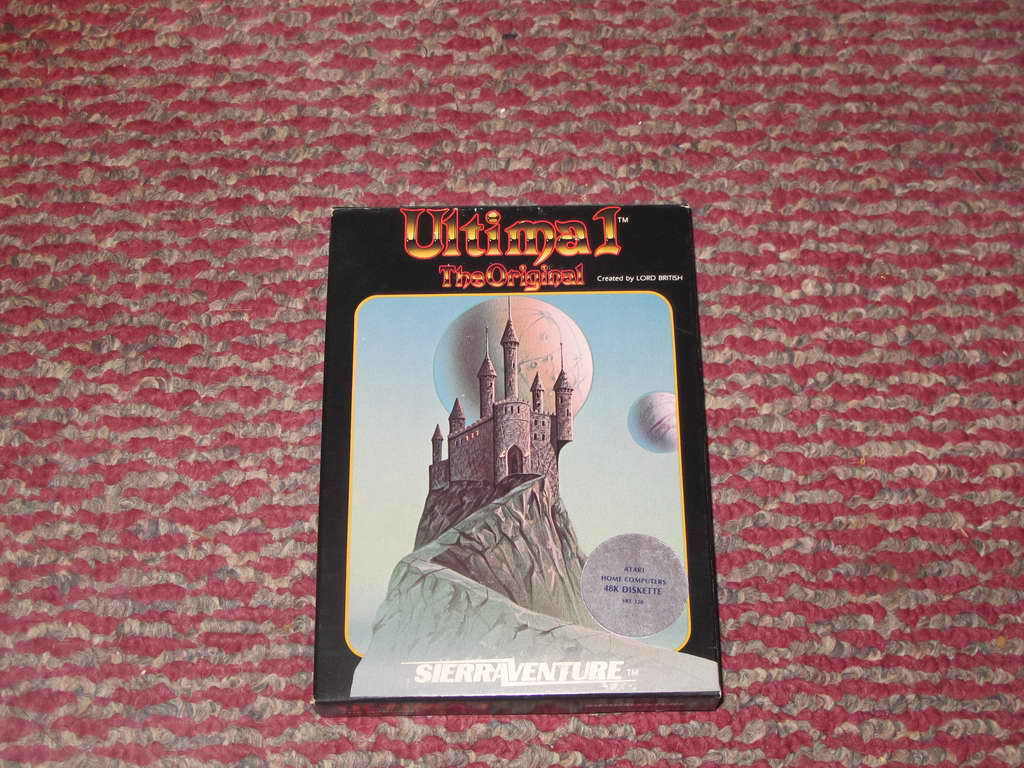 Ultima I™
The Original
Created by LORD BRITISH
ATARI
HOME COMPUTERS
48K DISKETTE
SIERRAVENTURE™